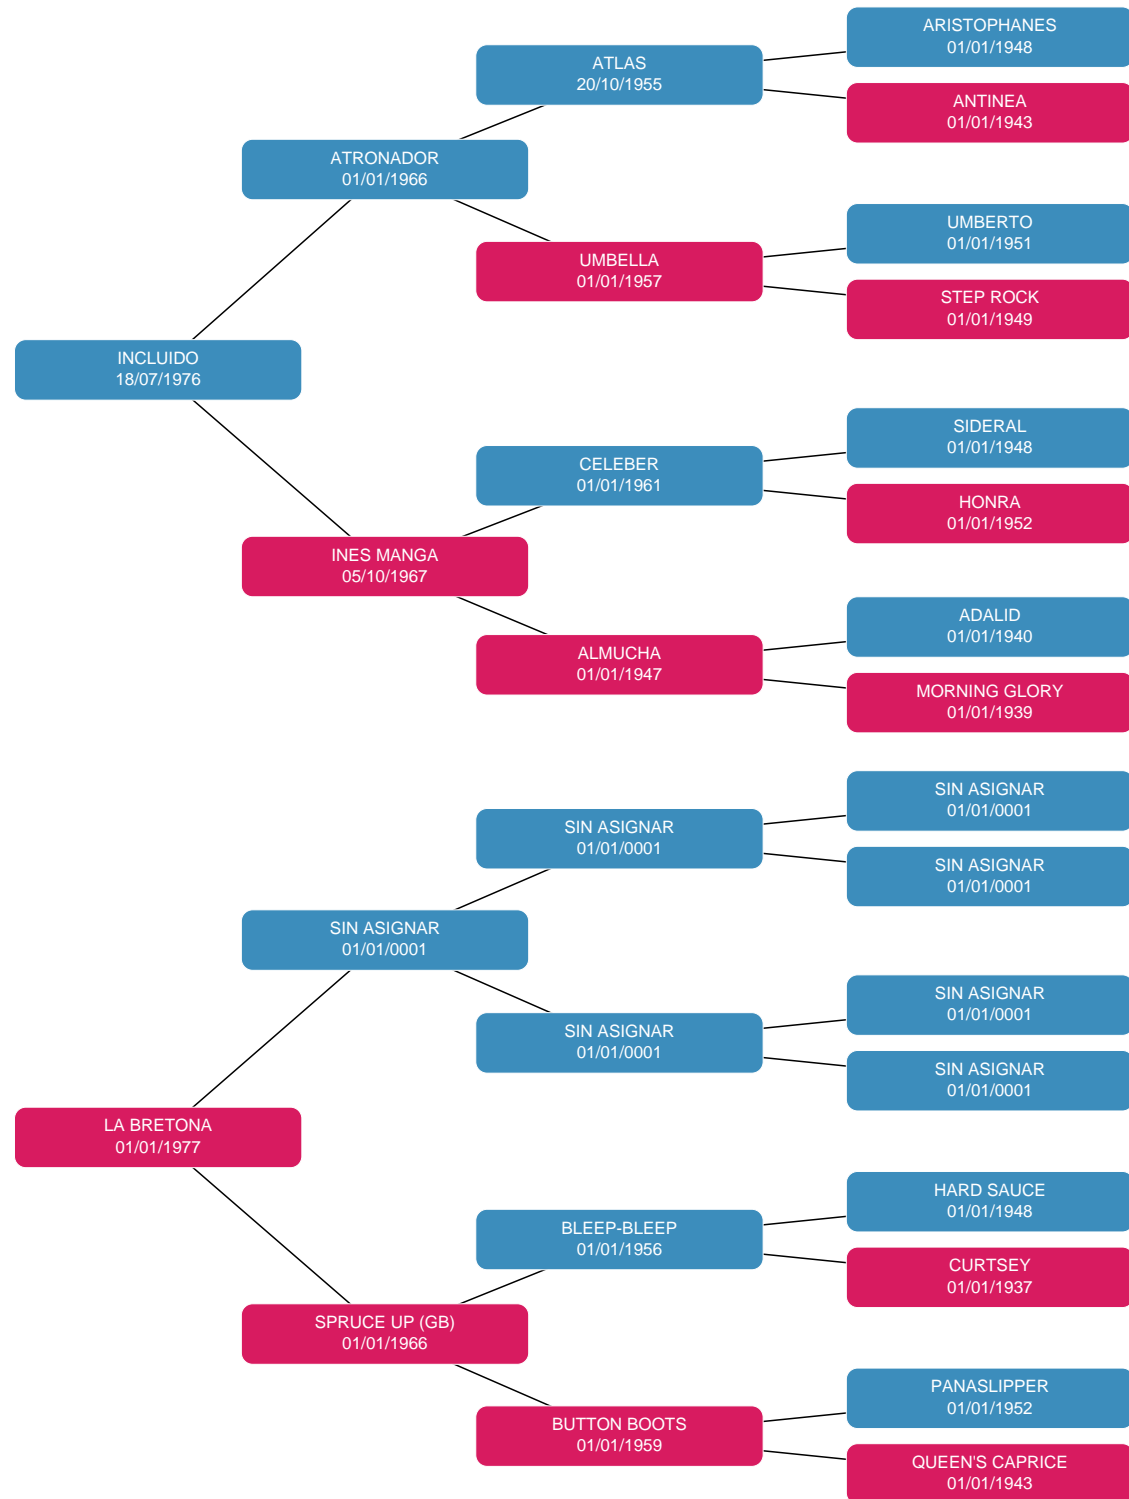 ARISTOPHANES
01/01/1948
ATLAS
20/10/1955
ANTINEA
01/01/1943
ATRONADOR
01/01/1966
UMBERTO
01/01/1951
UMBELLA
01/01/1957
STEP ROCK
01/01/1949
INCLUIDO
18/07/1976
SIDERAL
01/01/1948
CELEBER
01/01/1961
HONRA
01/01/1952
INES MANGA
05/10/1967
ADALID
01/01/1940
ALMUCHA
01/01/1947
MORNING GLORY
01/01/1939
SIN ASIGNAR
01/01/0001
SIN ASIGNAR
01/01/0001
SIN ASIGNAR
01/01/0001
SIN ASIGNAR
01/01/0001
SIN ASIGNAR
01/01/0001
SIN ASIGNAR
01/01/0001
SIN ASIGNAR
01/01/0001
LA BRETONA
01/01/1977
HARD SAUCE
01/01/1948
BLEEP-BLEEP
01/01/1956
CURTSEY
01/01/1937
SPRUCE UP (GB)
01/01/1966
PANASLIPPER
01/01/1952
BUTTON BOOTS
01/01/1959
QUEEN'S CAPRICE
01/01/1943